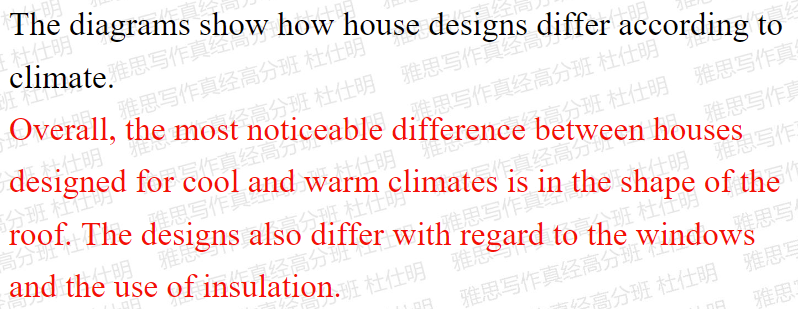 The diagrams show how house designs differ according to
climate.
Overall, the most noticeable difference between houses
designed for cool and warm climates is in the shape of the
roof. The designs also differ with regard to the windows
and the use of insulation.
雅思写作真经高分班 杜仕明